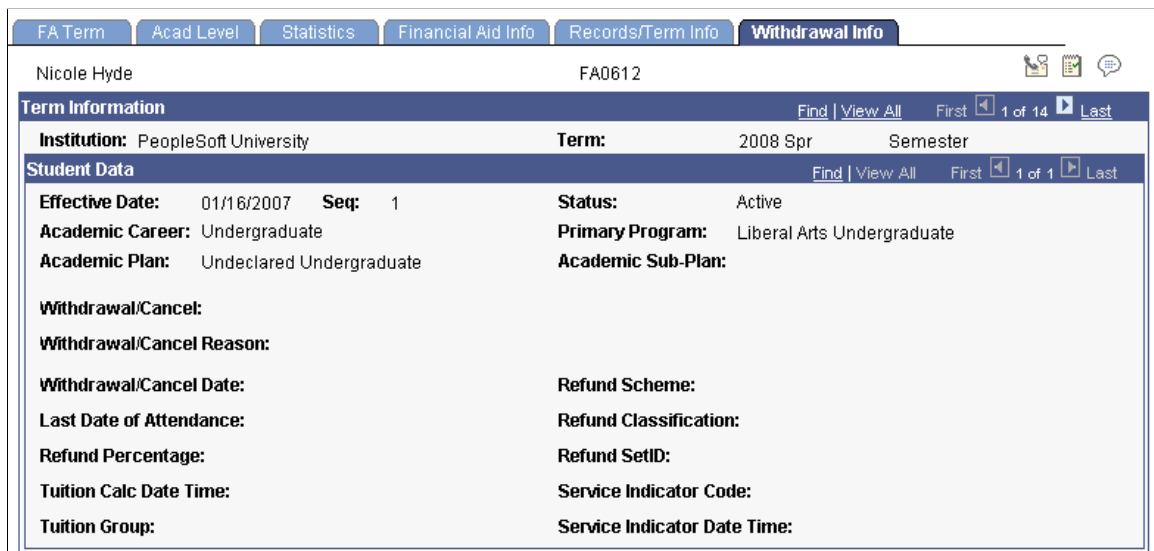 FA Term Acad Level Statistics Financial Aid Info Records/Term Info Withdrawal Info
Nicole Hyde FA0612
Term Information Find | View All First 1 of 14 Last
Institution: PeopleSoft University Term: 2008 Spr Semester
Student Data Find | View All First 1 of 1 Last
Effective Date: 01/16/2007 Seq: 1 Status: Active
Academic Career: Undergraduate Primary Program: Liberal Arts Undergraduate
Academic Plan: Undeclared Undergraduate Academic Sub-Plan:
Withdrawal/Cancel:
Withdrawal/Cancel Reason:
Withdrawal/Cancel Date: Refund Scheme:
Last Date of Attendance: Refund Classification:
Refund Percentage: Refund SetID:
Tuition Calc Date Time: Service Indicator Code:
Tuition Group: Service Indicator Date Time: